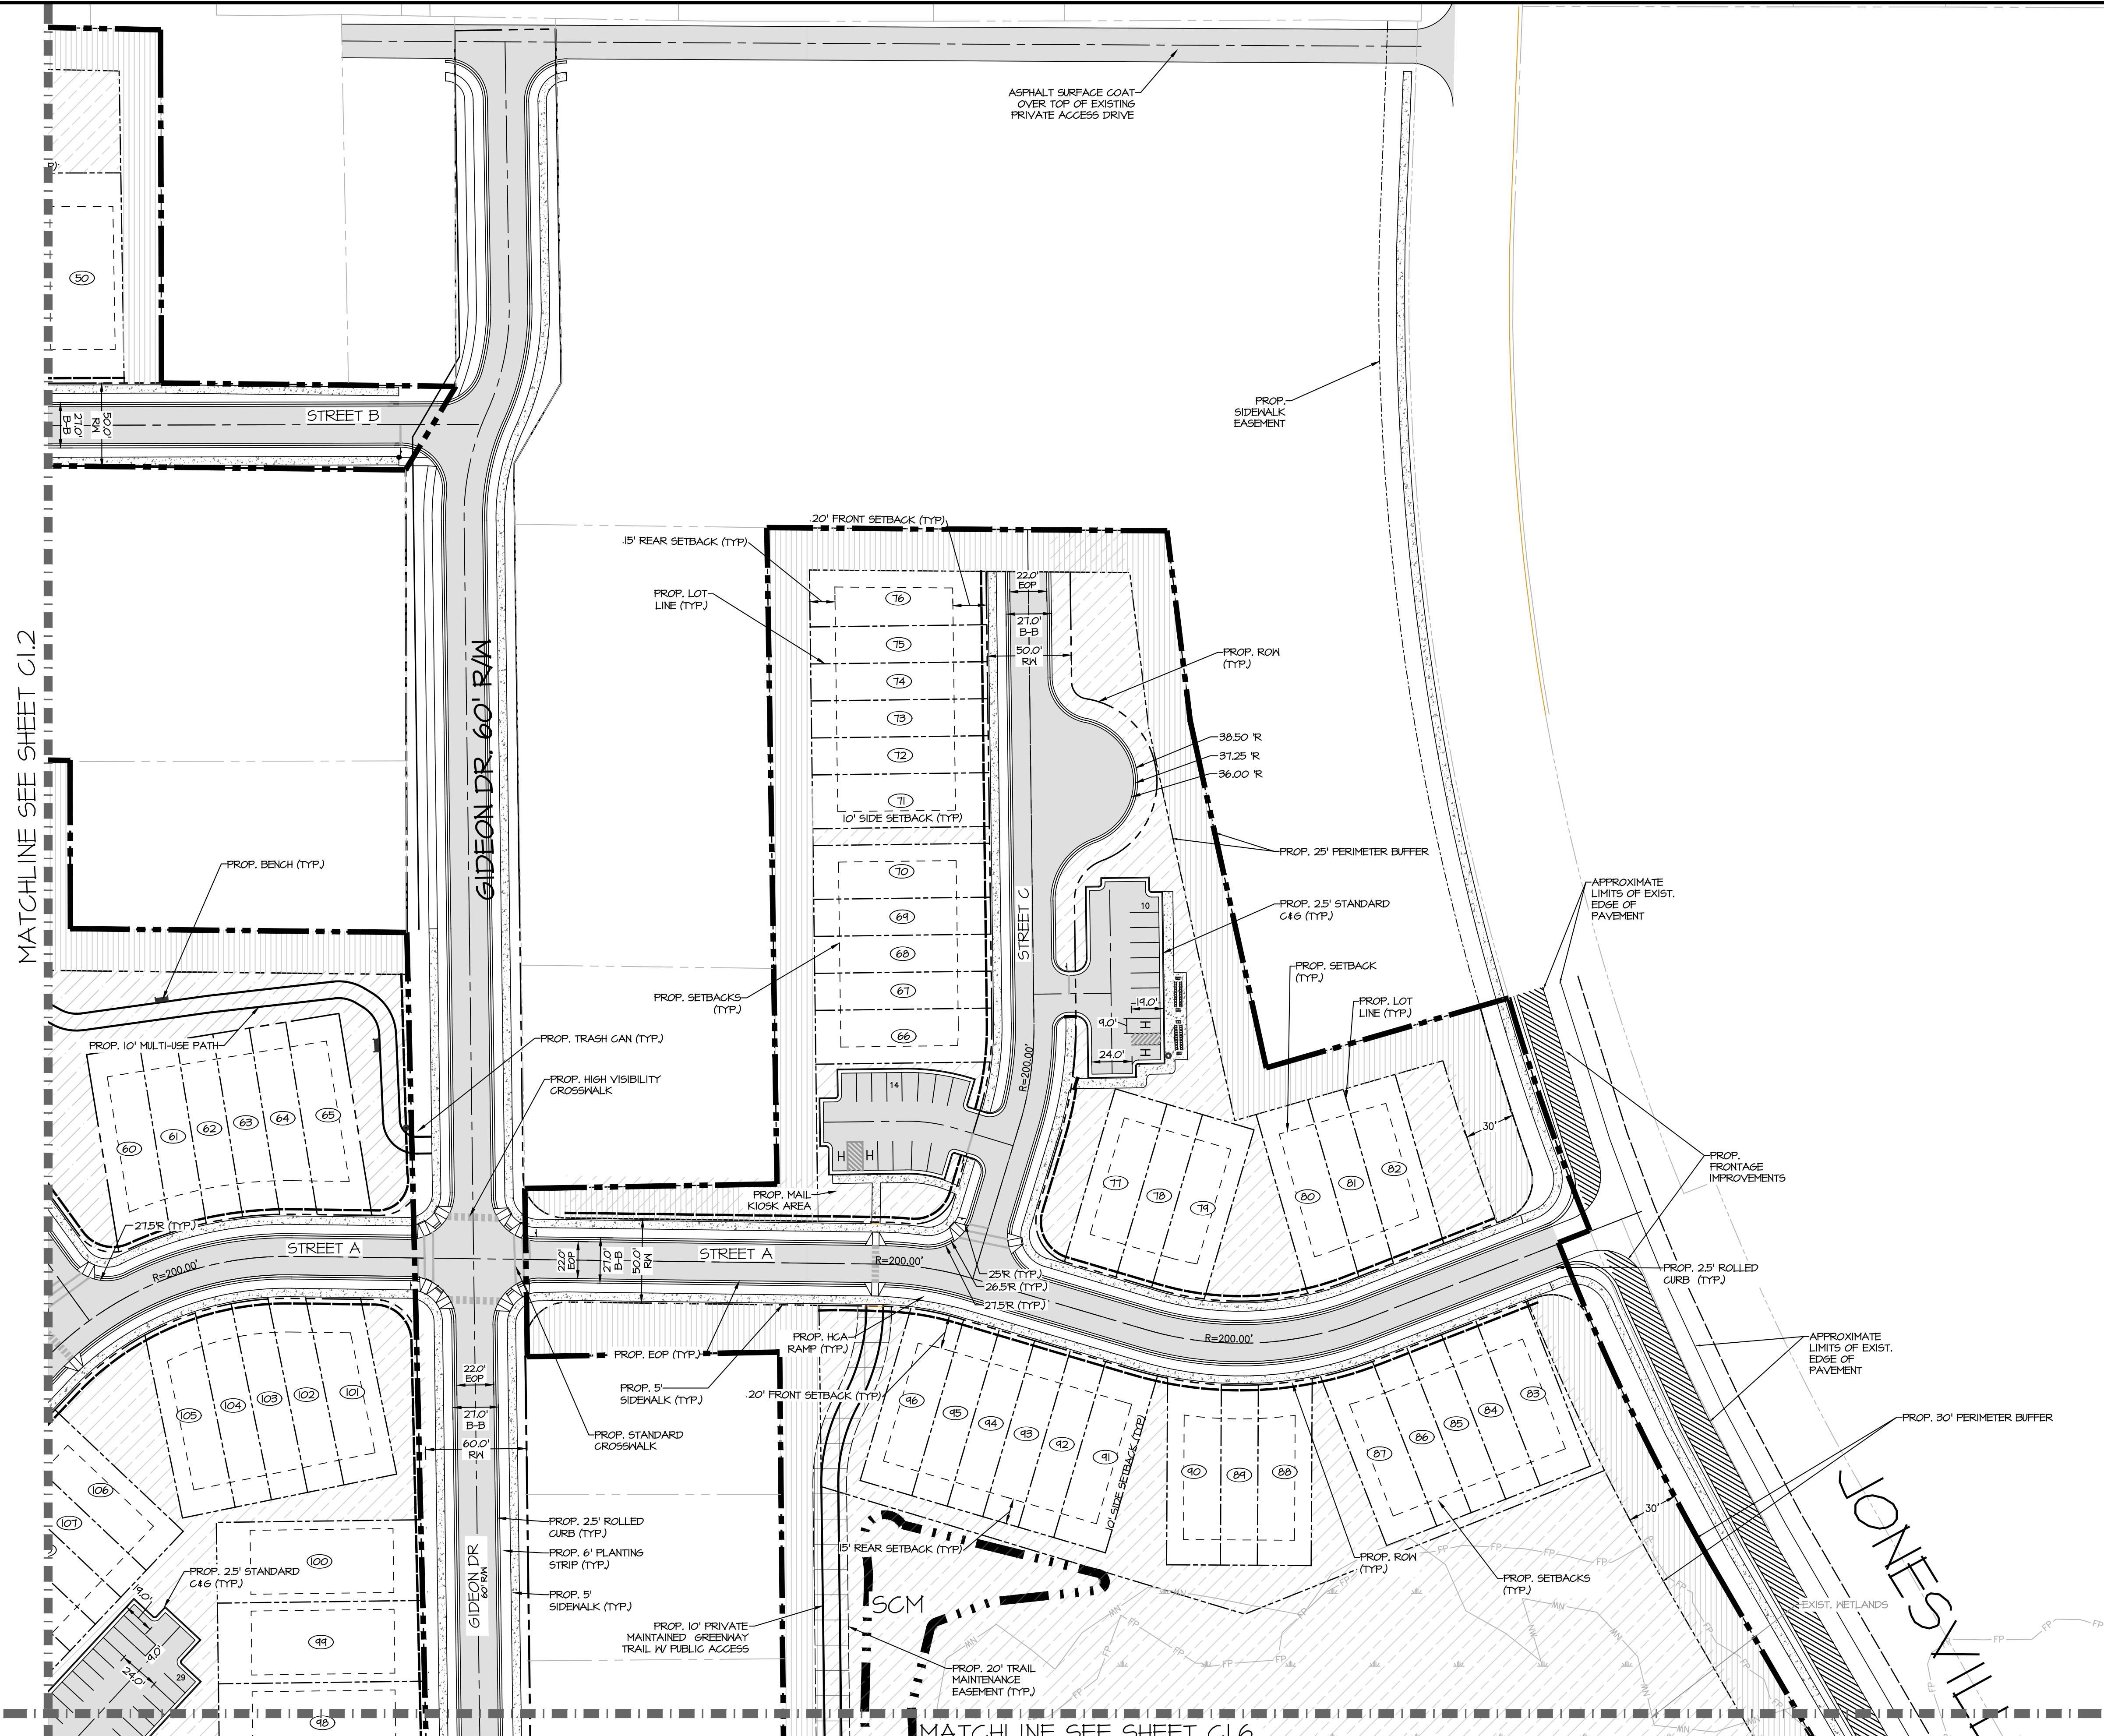 ASPHALT SURFACE COAT
OVER TOP OF EXISTING
PRIVATE ACCESS DRIVE
50
STREET B
27.0'
B-B
50.0'
RW
PROP.
SIDEWALK
EASEMENT
MATCHLINE SEE SHEET C1.2
GIDEON DR. 60' R/W
20' FRONT SETBACK (TYP)
15' REAR SETBACK (TYP)
PROP. LOT
LINE (TYP.)
22.0'
EOP
27.0'
B-B
50.0'
RW
76
75
74
73
72
71
10' SIDE SETBACK (TYP)
70
69
68
67
66
PROP. ROW
(TYP.)
38.50 'R
37.25 'R
36.00 'R
PROP. 25' PERIMETER BUFFER
PROP. 2.5' STANDARD
C&G (TYP.)
STREET C
R=200.00'
10
19.0'
9.0'
24.0'
H
H
PROP. SETBACK
(TYP.)
PROP. LOT
LINE (TYP.)
APPROXIMATE
LIMITS OF EXIST.
EDGE OF
PAVEMENT
PROP. BENCH (TYP.)
PROP. SETBACKS
(TYP.)
PROP. 10' MULTI-USE PATH
PROP. TRASH CAN (TYP.)
PROP. HIGH VISIBILITY
CROSSWALK
60
61
62
63
64
65
14
H
H
PROP. MAIL
KIOSK AREA
77
78
79
80
81
82
30'
PROP.
FRONTAGE
IMPROVEMENTS
27.5'R (TYP.)
R=200.00'
STREET A
22.0'
EOP
27.0'
B-B
50.0'
RW
STREET A
R=200.00'
25'R (TYP.)
26.5'R (TYP.)
27.5'R (TYP.)
R=200.00'
PROP. 2.5' ROLLED
CURB (TYP.)
PROP. HCA
RAMP (TYP.)
PROP. EOP (TYP.)
PROP. 5'
SIDEWALK (TYP.)
20' FRONT SETBACK (TYP)
PROP. STANDARD
CROSSWALK
APPROXIMATE
LIMITS OF EXIST.
EDGE OF
PAVEMENT
22.0'
EOP
27.0'
B-B
60.0'
RW
105
104
103
102
101
106
107
100
99
98
96
95
94
93
92
91
10' SIDE SETBACK (TYP)
90
89
88
87
86
85
84
83
30'
PROP. 30' PERIMETER BUFFER
PROP. 2.5' STANDARD
C&G (TYP.)
19.0'
9.0'
24.0'
29
GIDEON DR
60' R/W
PROP. 2.5' ROLLED
CURB (TYP.)
PROP. 6' PLANTING
STRIP (TYP.)
PROP. 5'
SIDEWALK (TYP.)
PROP. 10' PRIVATE
MAINTAINED GREENWAY
TRAIL W/ PUBLIC ACCESS
15' REAR SETBACK (TYP)
SCM
PROP. 20' TRAIL
MAINTENANCE
EASEMENT (TYP.)
PROP. ROW
(TYP.)
PROP. SETBACKS
(TYP.)
EXIST. WETLANDS
JONESVILL
MATCHLINE SEE SHEET C1.6